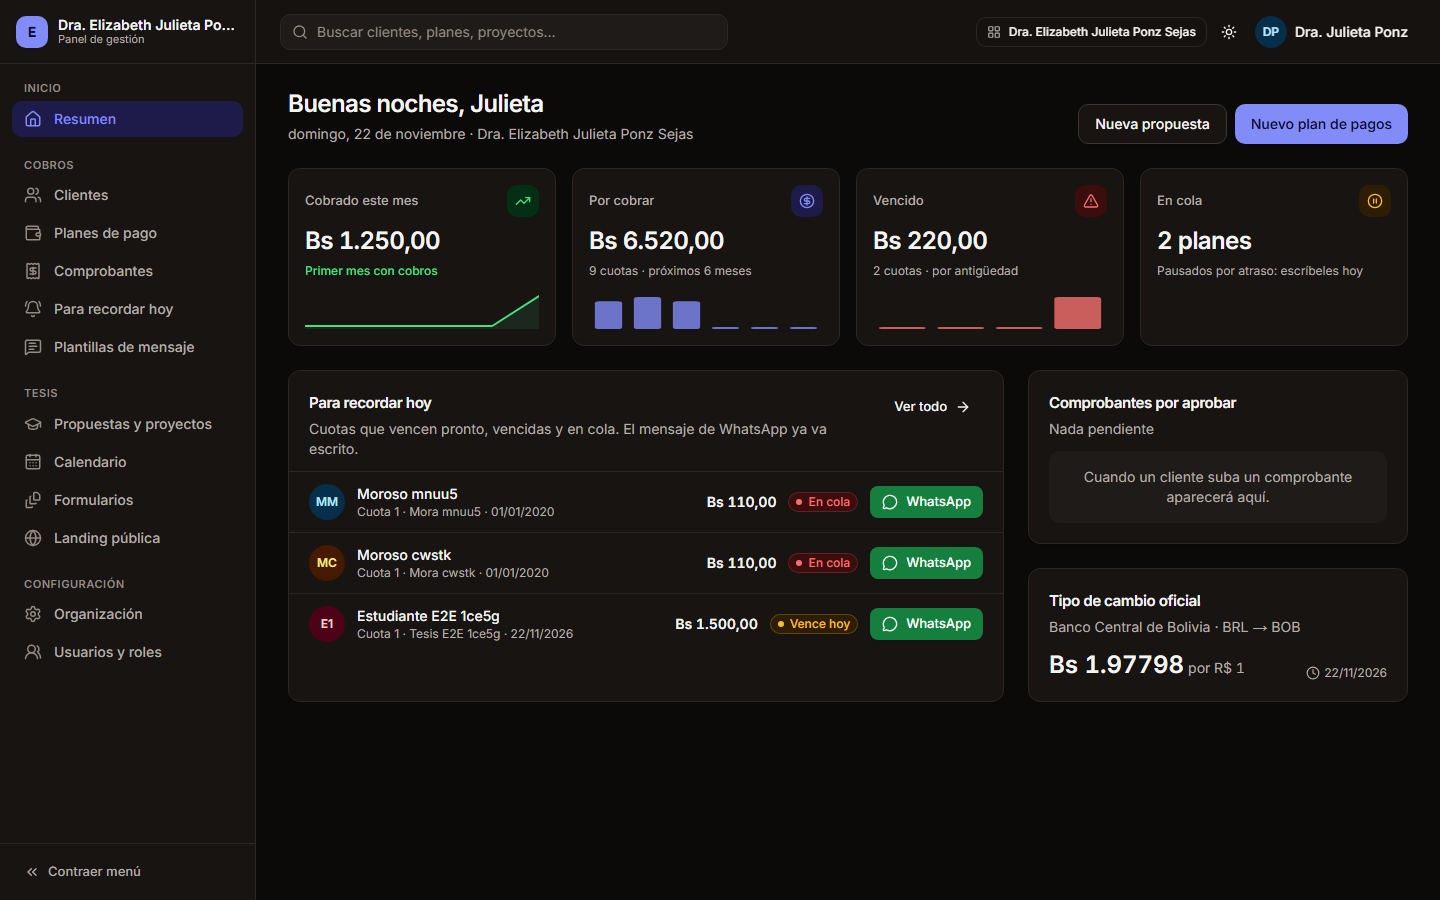 E
Dra. Elizabeth Julieta Po...
Panel de gestión
Buscar clientes, planes, proyectos...
Dra. Elizabeth Julieta Ponz Sejas
DP
Dra. Julieta Ponz
INICIO
Resumen
COBROS
Clientes
Planes de pago
Comprobantes
Para recordar hoy
Plantillas de mensaje
TESIS
Propuestas y proyectos
Calendario
Formularios
Landing pública
CONFIGURACIÓN
Organización
Usuarios y roles
Contraer menú
Buenas noches, Julieta
domingo, 22 de noviembre · Dra. Elizabeth Julieta Ponz Sejas
Nueva propuesta
Nuevo plan de pagos
Cobrado este mes
Bs 1.250,00
Primer mes con cobros
Por cobrar
Bs 6.520,00
9 cuotas · próximos 6 meses
Vencido
Bs 220,00
2 cuotas · por antigüedad
En cola
2 planes
Pausados por atraso: escríbeles hoy
Para recordar hoy
Cuotas que vencen pronto, vencidas y en cola. El mensaje de WhatsApp ya va
escrito.
Ver todo →
MM
Moroso mnuu5
Cuota 1 · Mora mnuu5 · 01/01/2020
Bs 110,00
En cola
WhatsApp
MC
Moroso cwstk
Cuota 1 · Mora cwstk · 01/01/2020
Bs 110,00
En cola
WhatsApp
E1
Estudiante E2E 1ce5g
Cuota 1 · Tesis E2E 1ce5g · 22/11/2026
Bs 1.500,00
Vence hoy
WhatsApp
Comprobantes por aprobar
Nada pendiente
Cuando un cliente suba un comprobante
aparecerá aquí.
Tipo de cambio oficial
Banco Central de Bolivia · BRL → BOB
Bs 1.97798 por R$ 1
22/11/2026